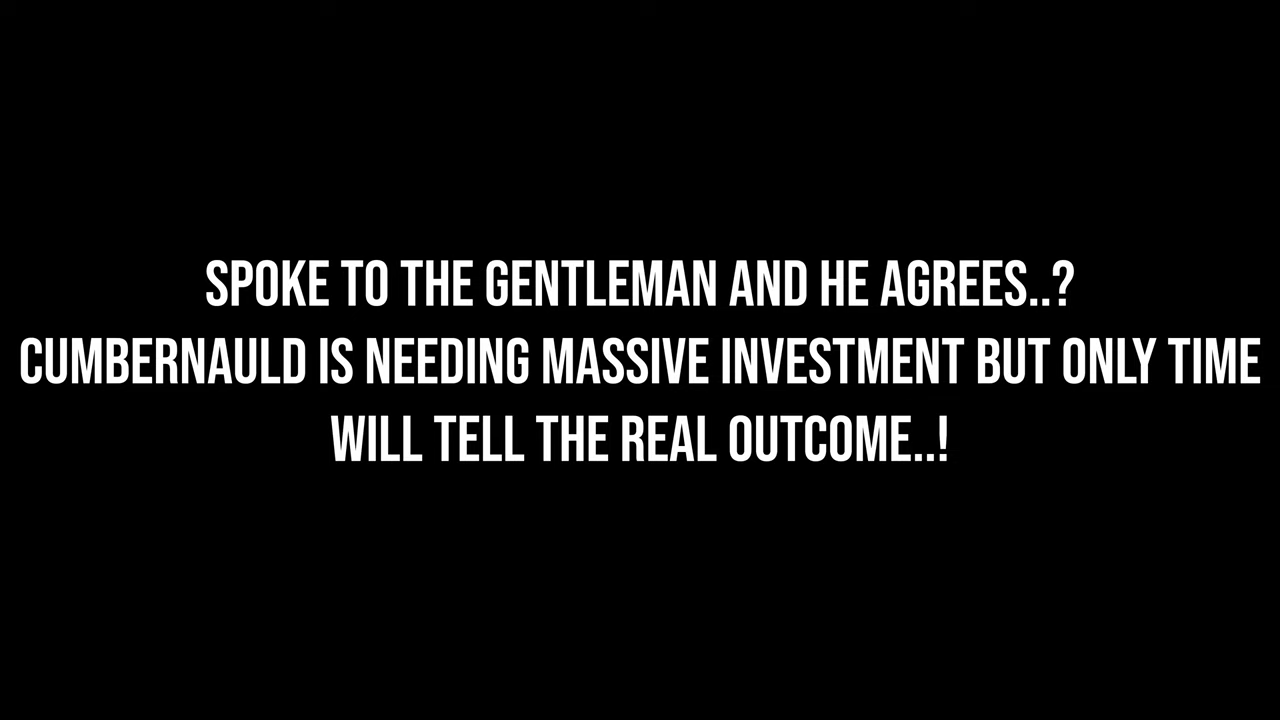 SPOKE TO THE GENTLEMAN AND HE AGREES..?
CUMBERNAULD IS NEEDING MASSIVE INVESTMENT BUT ONLY TIME
WILL TELL THE REAL OUTCOME..!